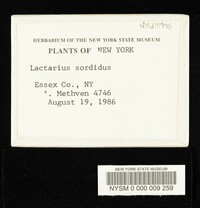 HERBARIUM OF THE NEW YORK STATE MUSEUM
PLANTS OF NEW YORK
Lactarius sordidus
Essex Co., NY
A. Methven 4746
August 19, 1986
NEW YORK STATE MUSEUM
NYSM 0 000 009 259